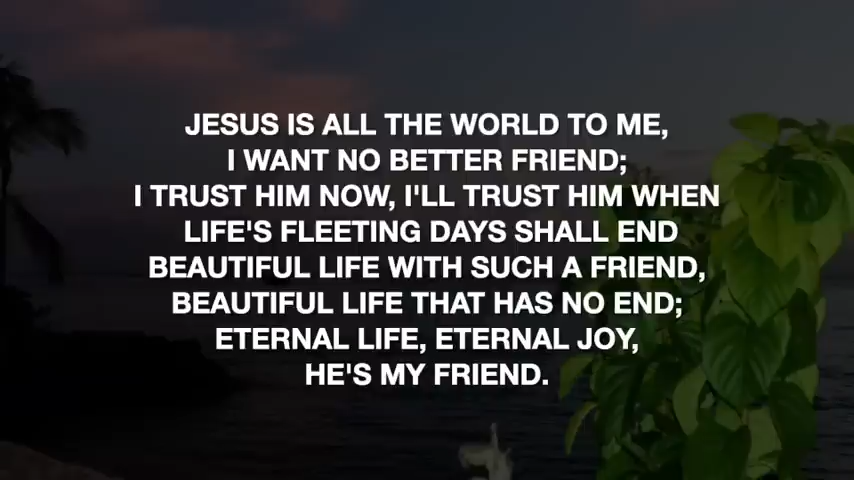 JESUS IS ALL THE WORLD TO ME,
I WANT NO BETTER FRIEND;
I TRUST HIM NOW, I'LL TRUST HIM WHEN
LIFE'S FLEETING DAYS SHALL END
BEAUTIFUL LIFE WITH SUCH A FRIEND,
BEAUTIFUL LIFE THAT HAS NO END;
ETERNAL LIFE, ETERNAL JOY,
HE'S MY FRIEND.